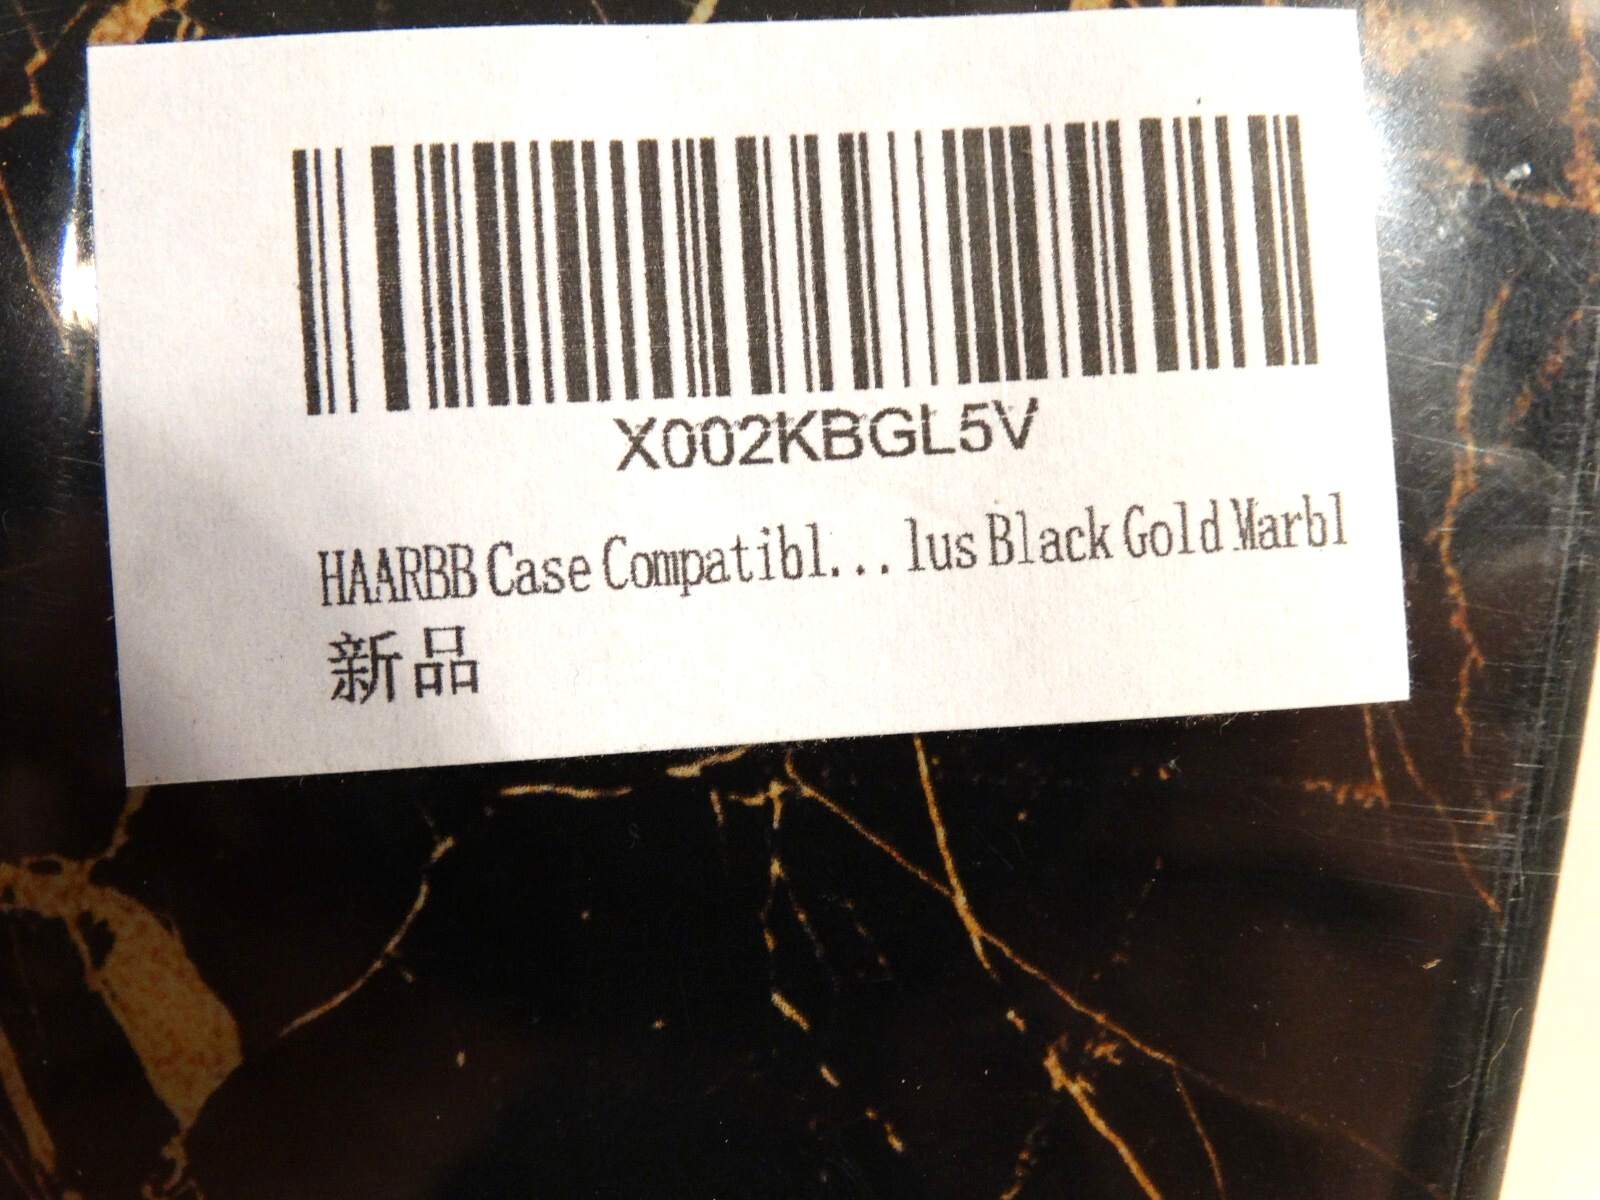 X002KBGL5V
HAARBB Case Compatibl... lus Black Gold Marbl
新品